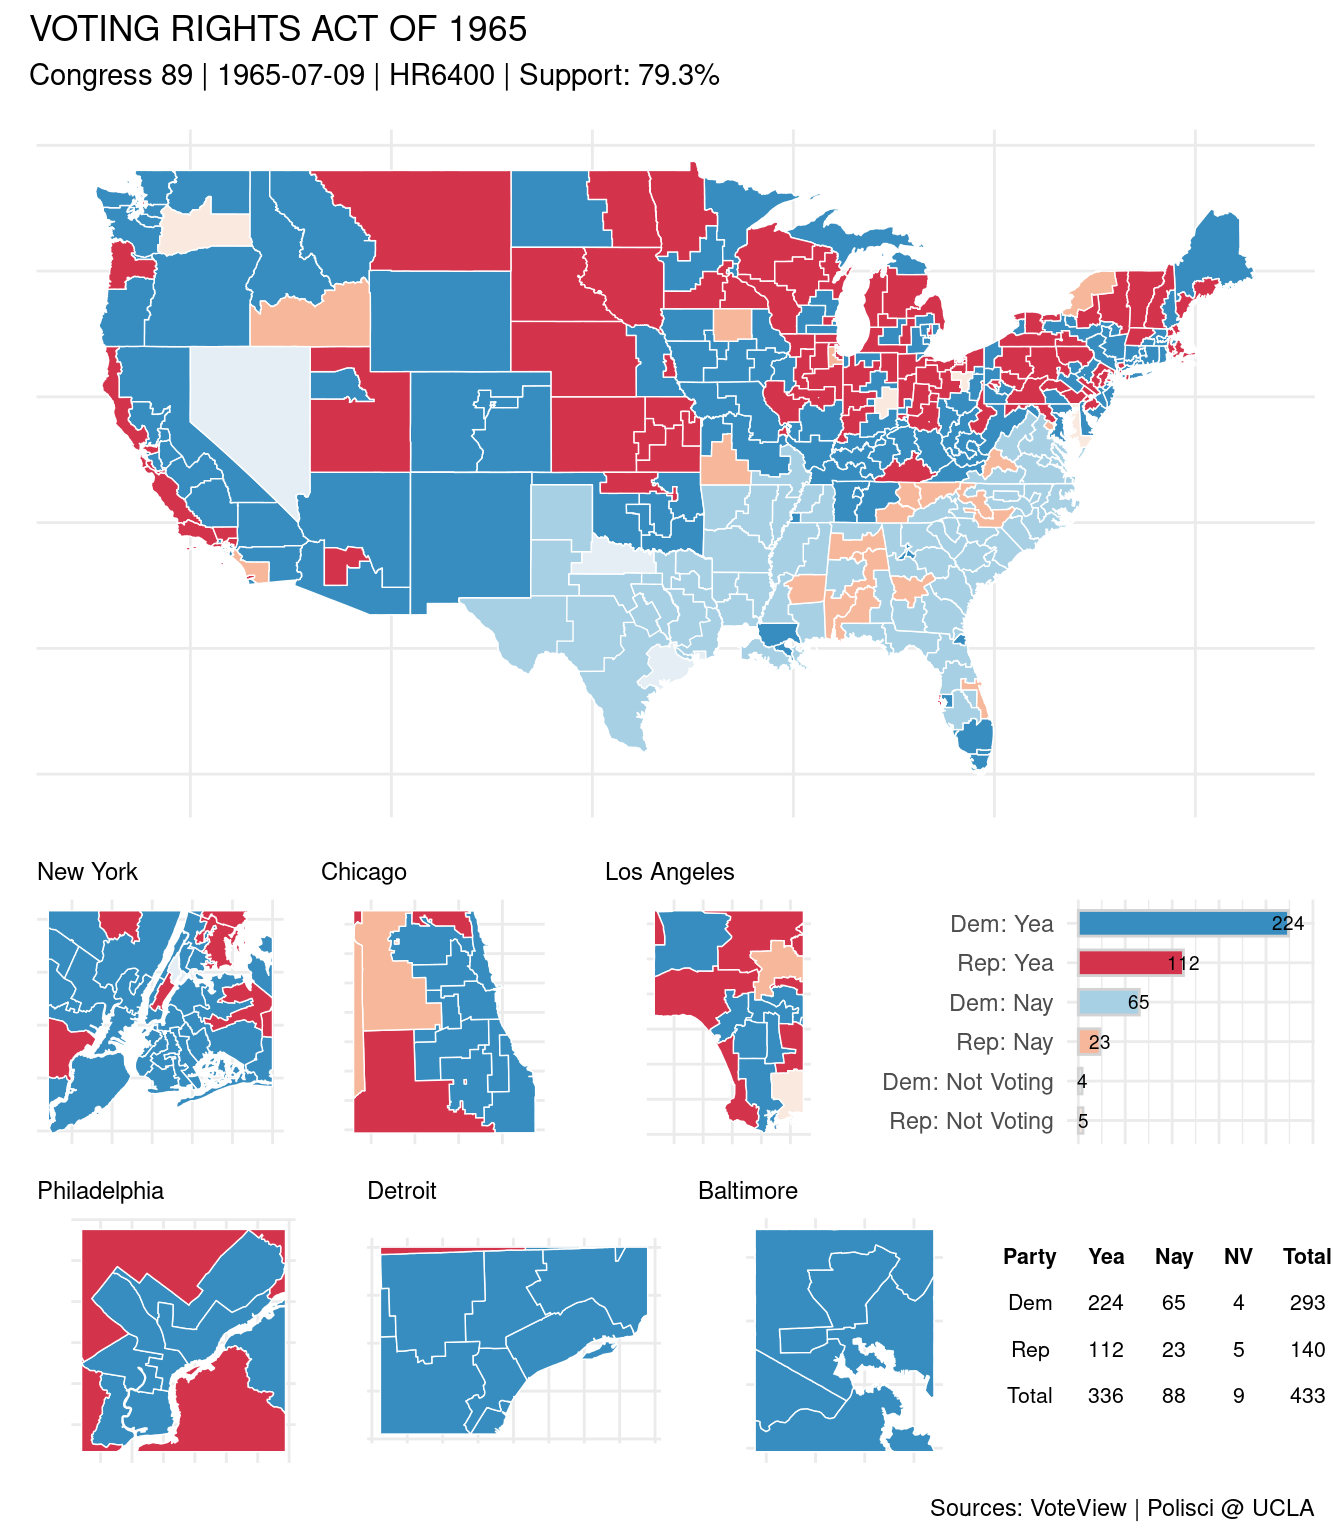 VOTING RIGHTS ACT OF 1965
Congress 89 | 1965-07-09 | HR6400 | Support: 79.3%
New York
Chicago
Los Angeles
Dem: Yea 224
Rep: Yea 112
Dem: Nay 65
Rep: Nay 23
Dem: Not Voting 4
Rep: Not Voting 5
Philadelphia
Detroit
Baltimore
Party Yea Nay NV Total
Dem 224 65 4 293
Rep 112 23 5 140
Total 336 88 9 433
Sources: VoteView | Polisci @ UCLA